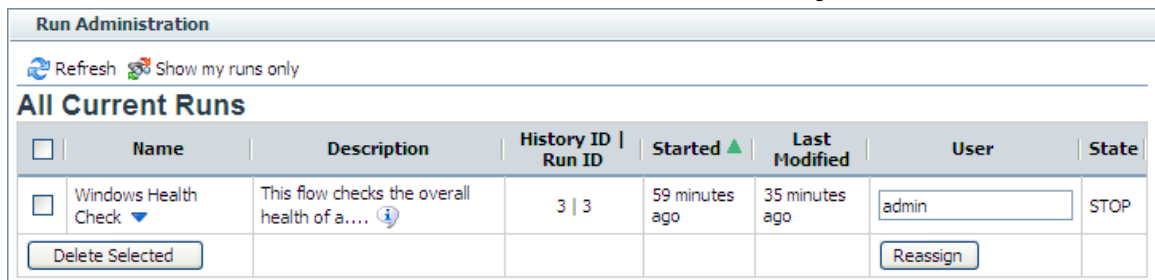 Run Administration
Refresh Show my runs only
All Current Runs
Name Description History ID | Run ID Started Last Modified User State
Windows Health Check This flow checks the overall health of a.... 3 | 3 59 minutes ago 35 minutes ago admin STOP
Delete Selected Reassign